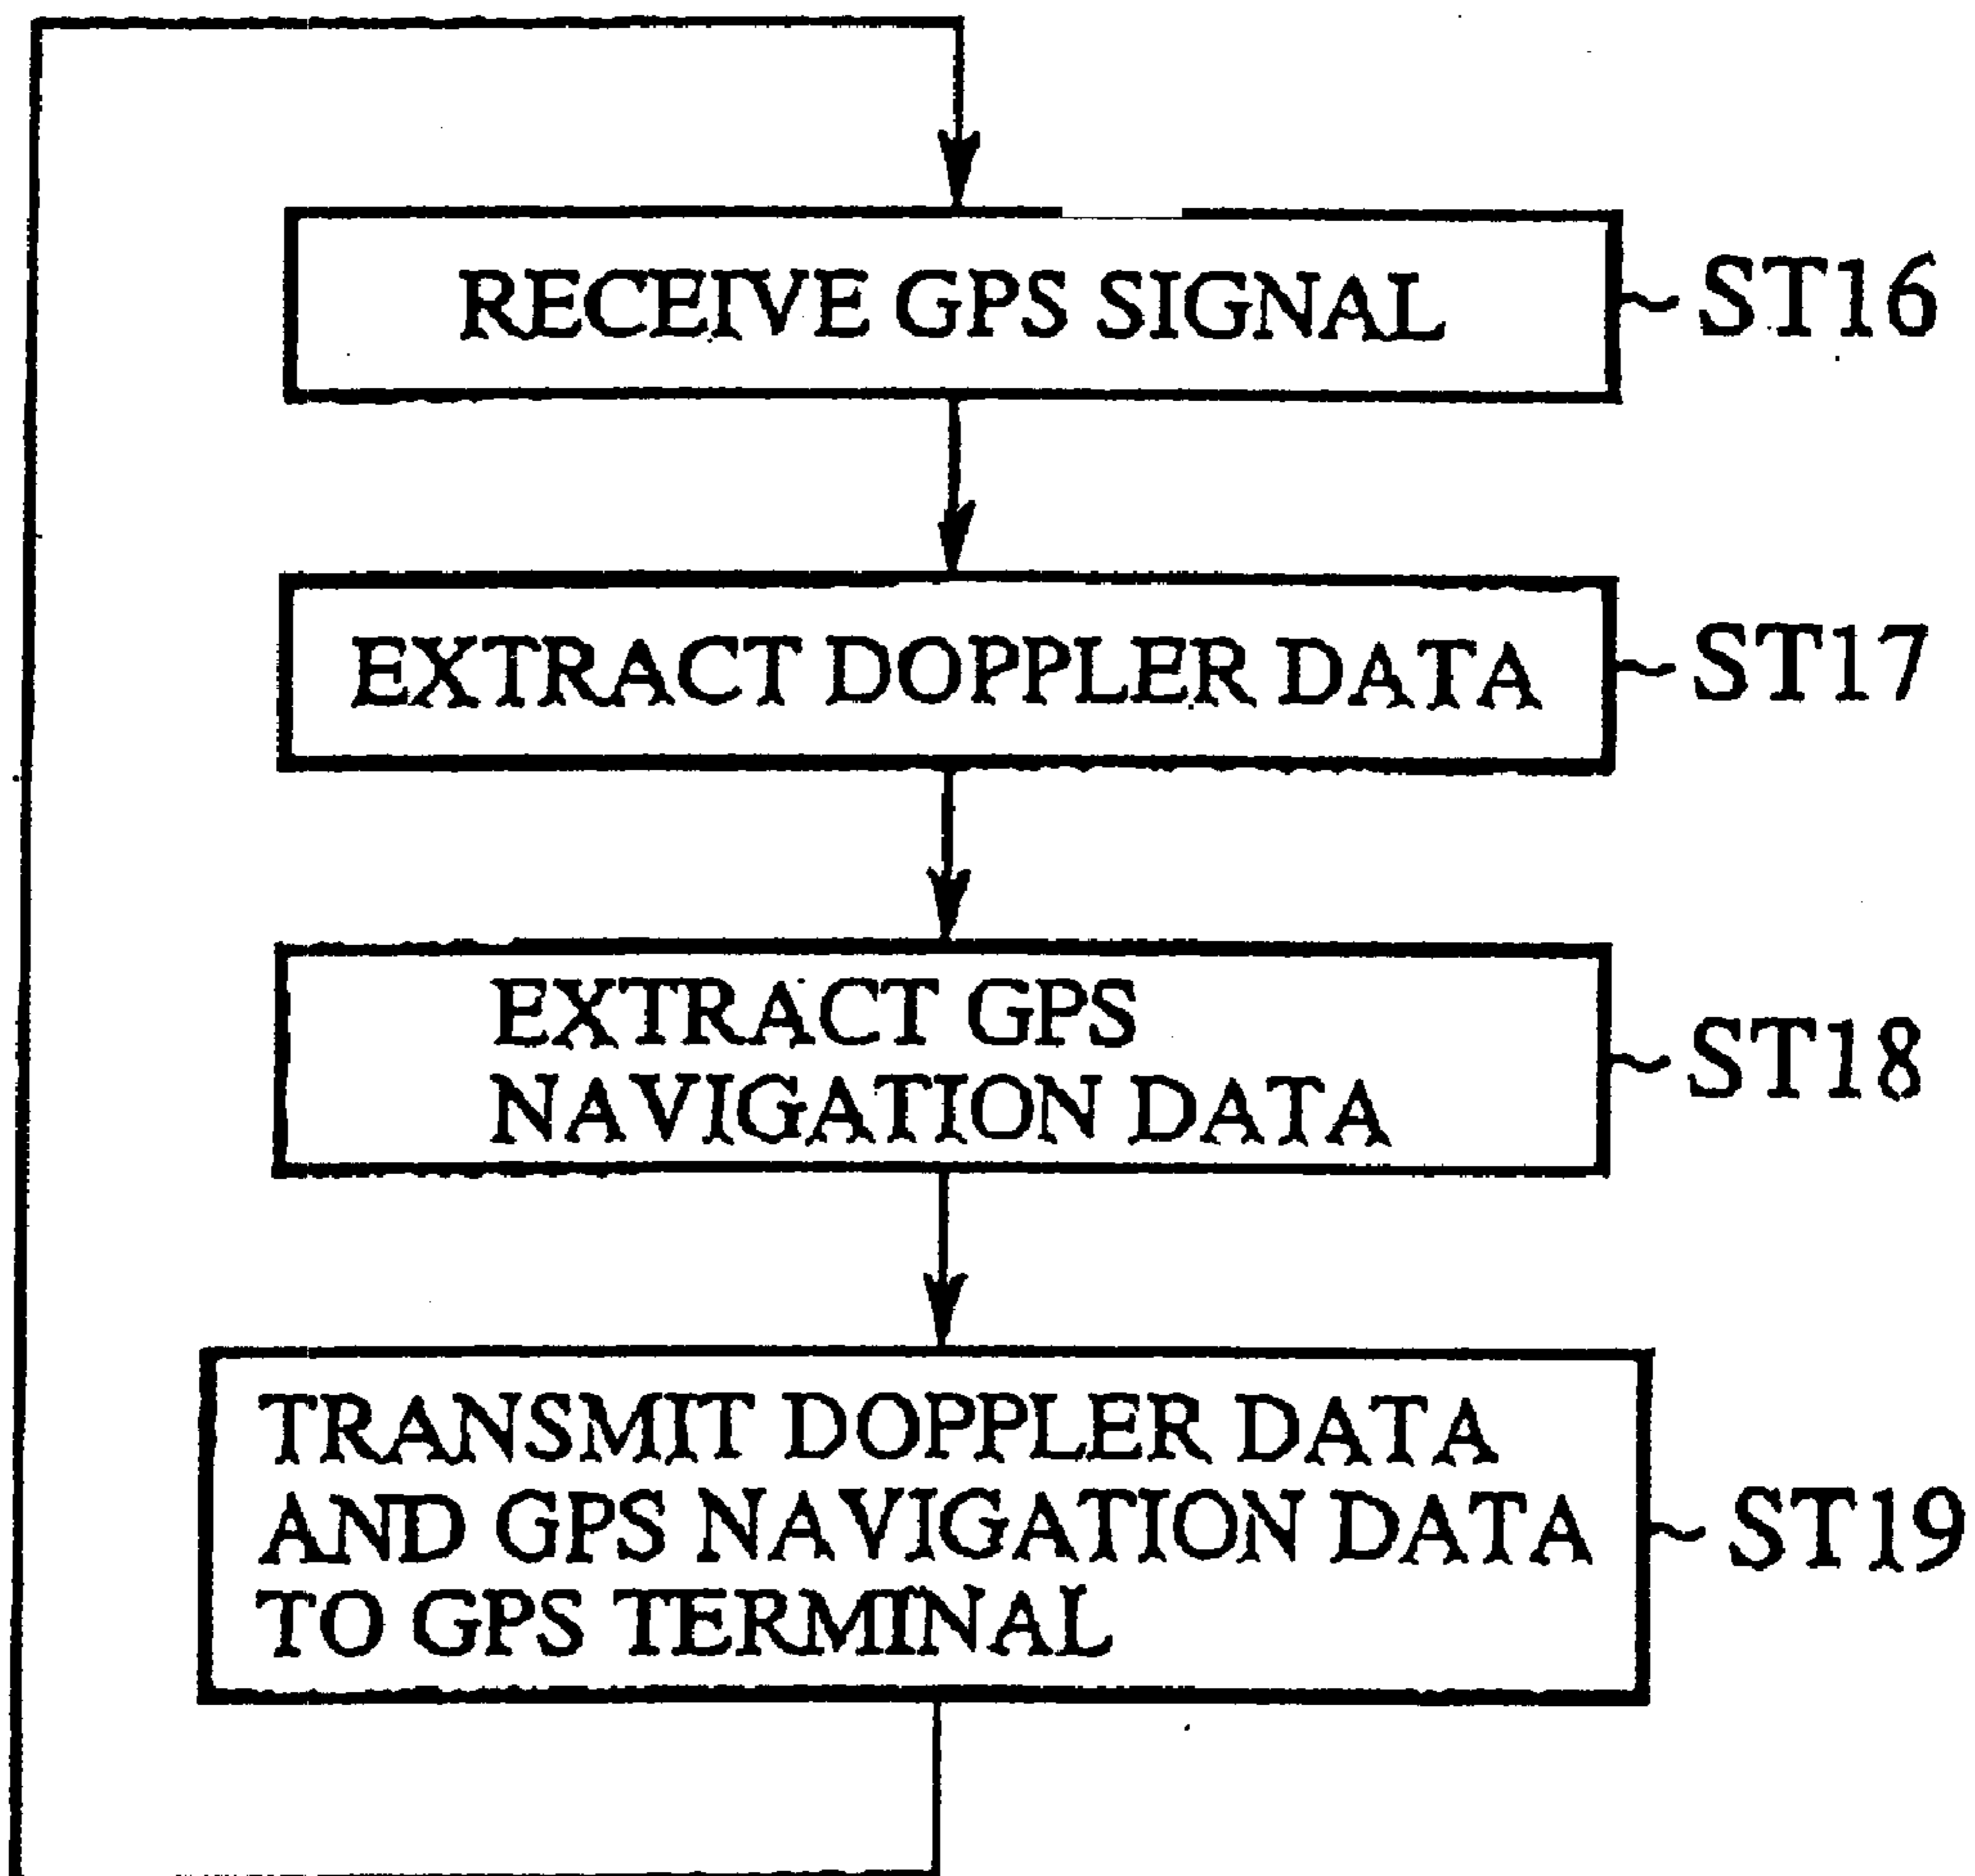 RECEIVE GPS SIGNAL
ST16
EXTRACT DOPPLER DATA
ST17
EXTRACT GPS
NAVIGATION DATA
ST18
TRANSMIT DOPPLER DATA
AND GPS NAVIGATION DATA
TO GPS TERMINAL
ST19